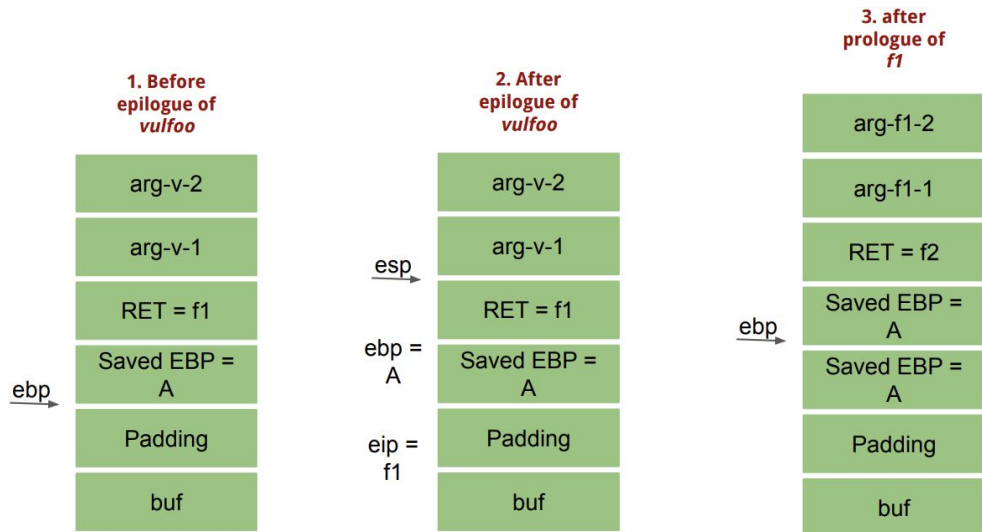 1. Before
epilogue of
vulfoo
arg-v-2
arg-v-1
RET = f1
Saved EBP =
A
Padding
buf
ebp
2. After
epilogue of
vulfoo
arg-v-2
arg-v-1
RET = f1
Saved EBP =
A
Padding
buf
esp
ebp =
A
eip =
f1
3. after
prologue of
f1
arg-f1-2
arg-f1-1
RET = f2
Saved EBP =
A
Saved EBP =
A
Padding
buf
ebp